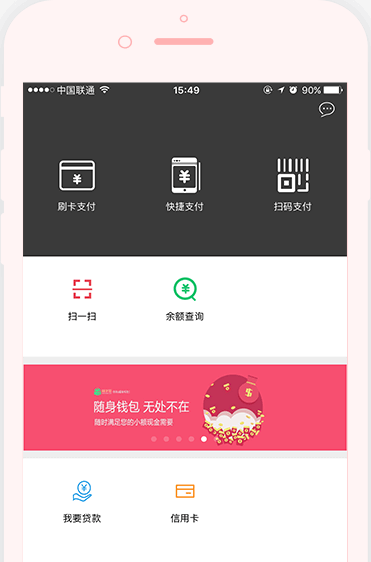 中国联通 15:49 90%
刷卡支付 快捷支付 扫码支付
扫一扫 余额查询
随身钱包 无处不在
随时满足您的小额现金需要
我要贷款 信用卡